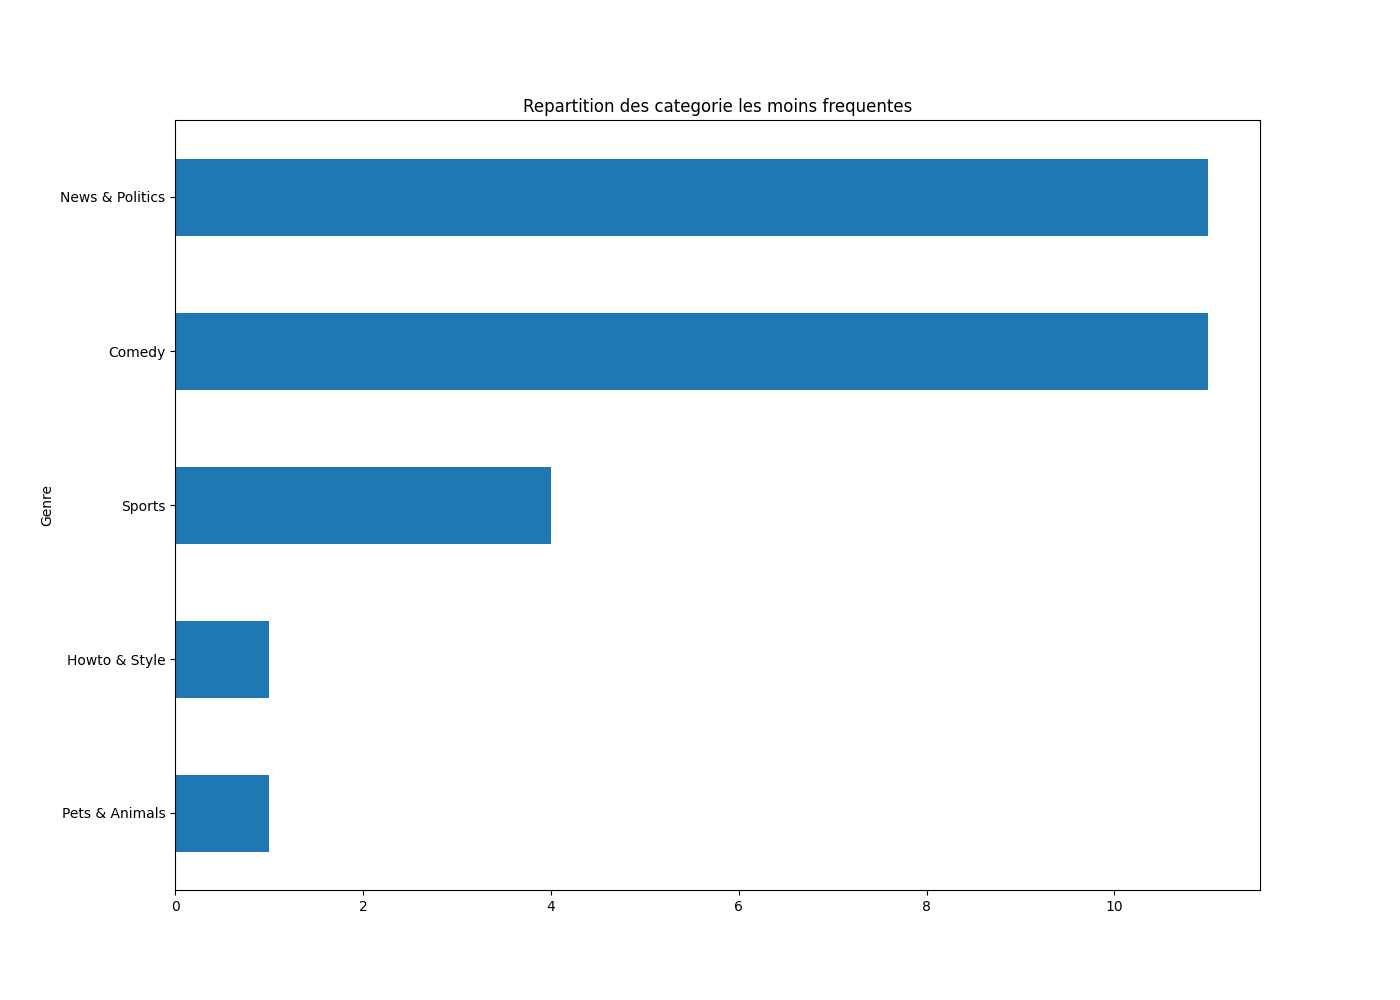 Repartition des categorie les moins frequentes
News & Politics
Comedy
Sports
Howto & Style
Pets & Animals
Genre
0 2 4 6 8 10